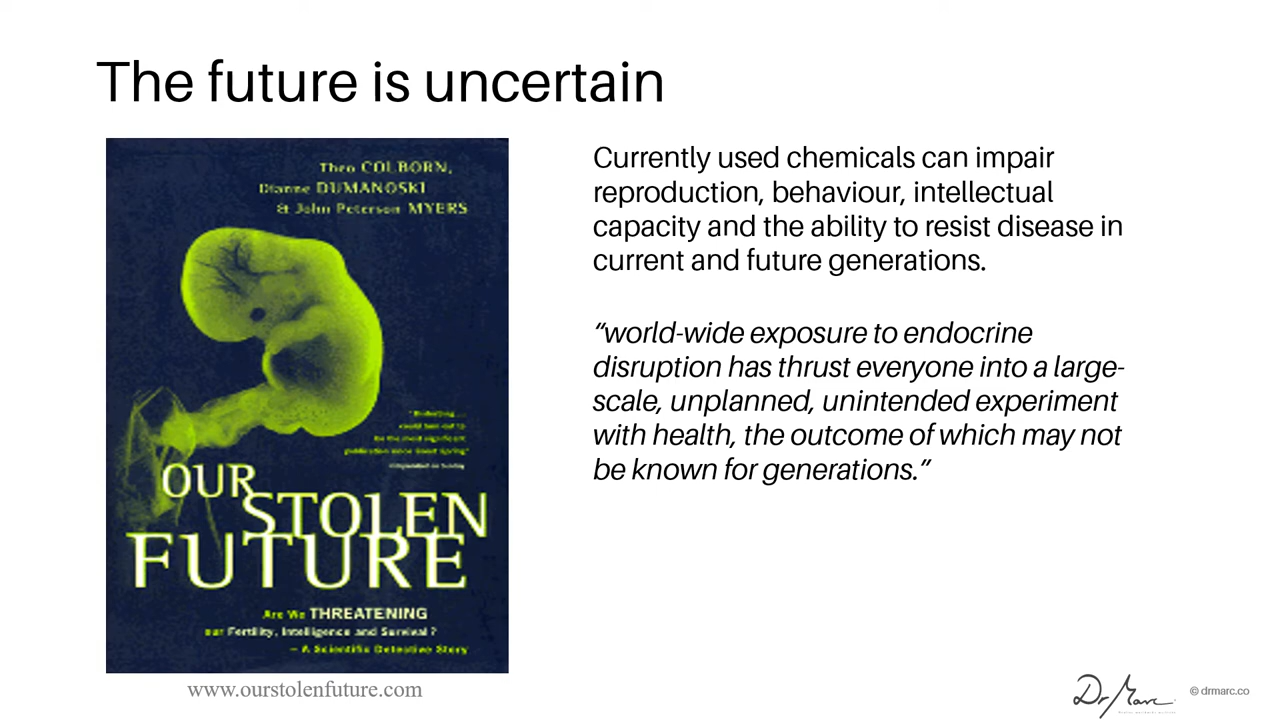 The future is uncertain
Theo COLBORN,
Dianne DUMANOSKI
& John Peterson MYERS
OUR
STOLEN
FUTURE
Are We THREATENING
our Fertility, Intelligence and Survival?
– A Scientific Detective Story
www.ourstolenfuture.com
Currently used chemicals can impair
reproduction, behaviour, intellectual
capacity and the ability to resist disease in
current and future generations.
“world-wide exposure to endocrine
disruption has thrust everyone into a large-
scale, unplanned, unintended experiment
with health, the outcome of which may not
be known for generations.”
Dr Marc
© drmarc.co